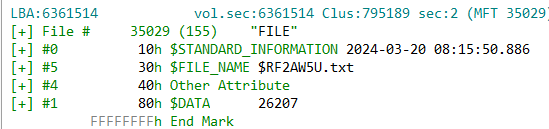 LBA:6361514 vol.sec:6361514 Clus:795189 sec:2 (MFT 35029)
[+] File # 35029 (155) "FILE"
[+] #0 10h $STANDARD_INFORMATION 2024-03-20 08:15:50.886
[+] #5 30h $FILE_NAME $RF2AW5U.txt
[+] #4 40h Other Attribute
[+] #1 80h $DATA 26207
FFFFFFFFh End Mark